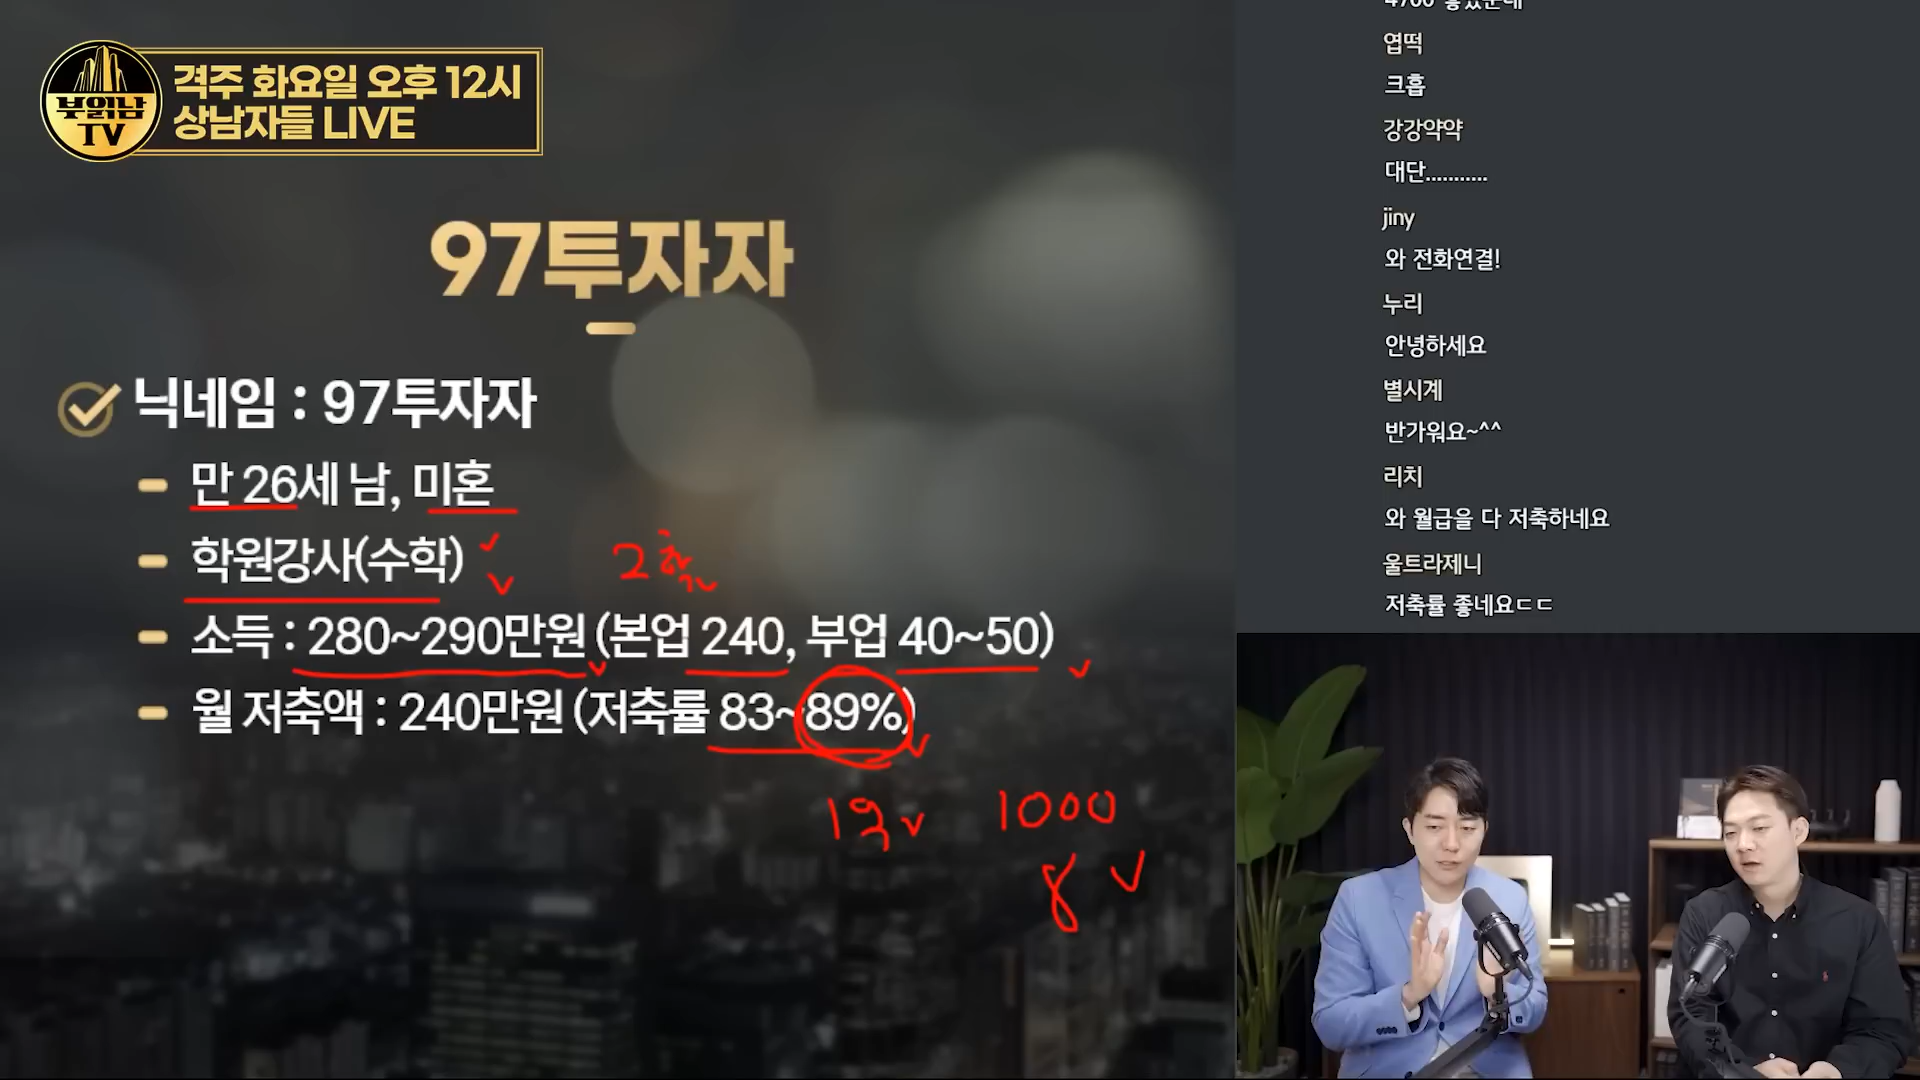 부읽남
TV
격주 화요일 오후 12시
상남자들 LIVE
97투자자
닉네임 : 97투자자
만 26세 남, 미혼
학원강사(수학)
소득 : 280~290만원 (본업 240, 부업 40~50)
월 저축액 : 240만원 (저축률 83~89%)
1억
1000
8
엽떡
크흡
강강약약
대단...........
jiny
와 전화연결!
누리
안녕하세요
별시계
반가워요~^^
리치
와 월급을 다 저축하네요
울트라제니
저축률 좋네요ㄷㄷ